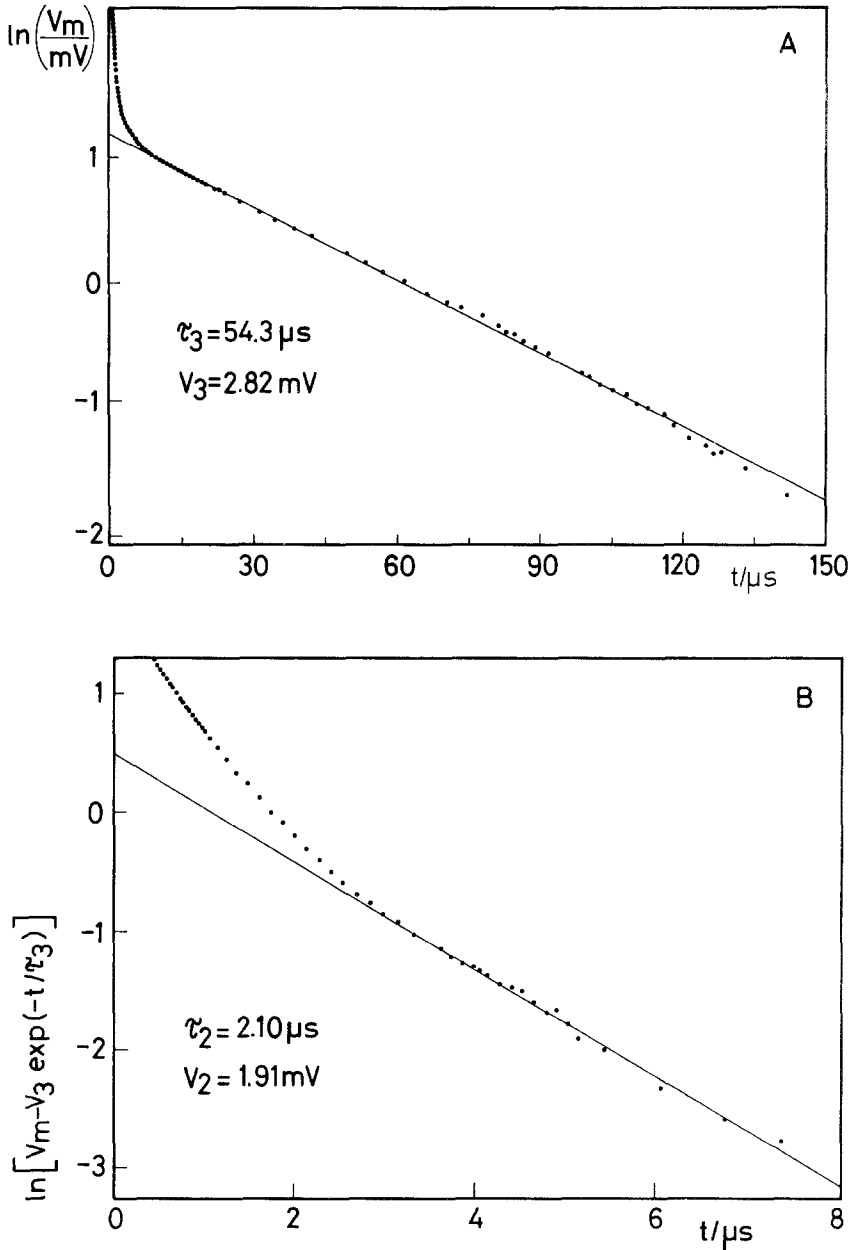 ln(Vm/mV)
A
1
0
-1
-2
τ3=54.3 μs
V3=2.82 mV
0 30 60 90 120 150
t/μs
B
1
0
-1
-2
-3
ln[Vm-V3 exp(-t/τ3)]
τ2=2.10 μs
V2=1.91mV
0 2 4 6 8
t/μs